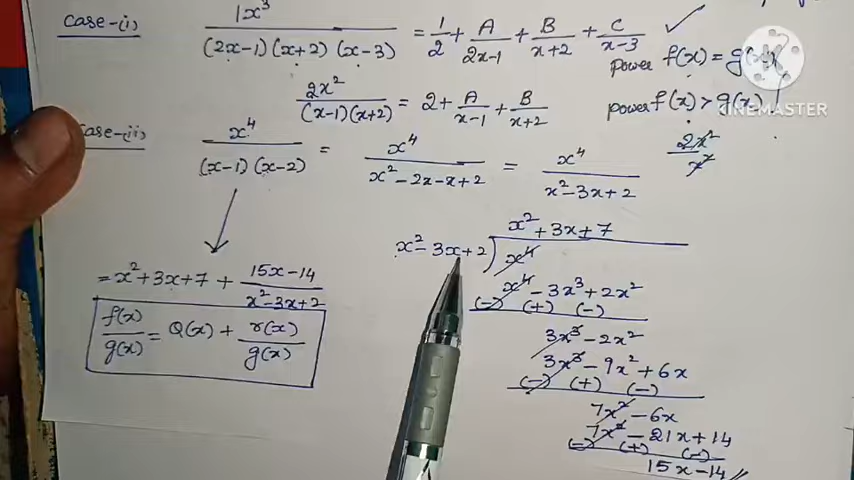 Case-(i) 1x³/((2x-1)(x+2)(x-3)) = 1/2 + A/(2x-1) + B/(x+2) + C/(x-3) ✓
power f(x) = g(x)
2x²/((x-1)(x+2)) = 2 + A/(x-1) + B/(x+2)
power f(x) > g(x)
KINEMASTER
2x²/x²
Case-(ii) x⁴/((x-1)(x-2)) = x⁴/(x²-2x-x+2) = x⁴/(x²-3x+2)
x²+3x+7
x²-3x+2) x⁴
x⁴-3x³+2x²
(-) (+) (-)
= x²+3x+7 + (15x-14)/(x²-3x+2)
3x³-2x²
f(x)/g(x) = Q(x) + r(x)/g(x)
3x³-9x²+6x
(-) (+) (-)
7x²-6x
7x²-21x+14
(-) (+) (-)
15x-14